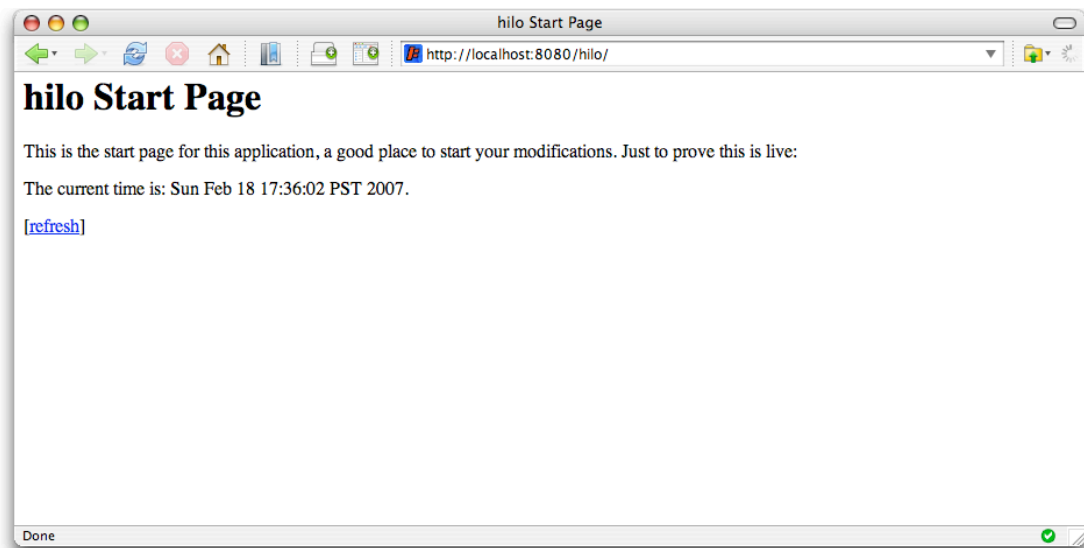 hilo Start Page
http://localhost:8080/hilo/
hilo Start Page
This is the start page for this application, a good place to start your modifications. Just to prove this is live:
The current time is: Sun Feb 18 17:36:02 PST 2007.
[refresh]
Done